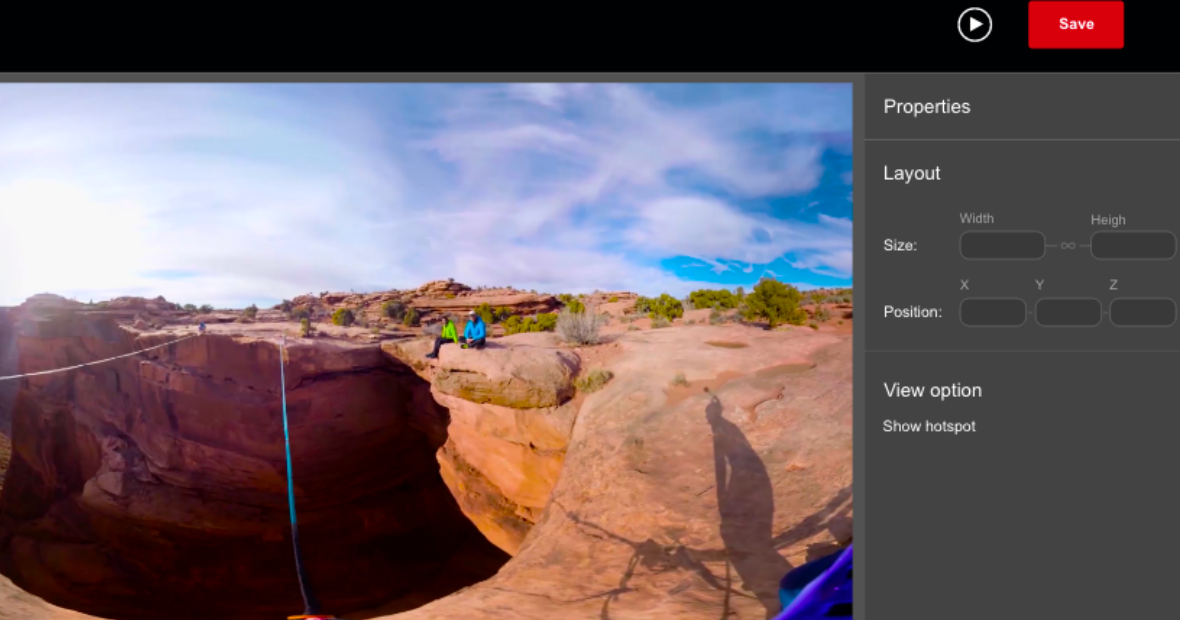 Save
Properties
Layout
Width Heigh
Size:
X Y Z
Position:
View option
Show hotspot